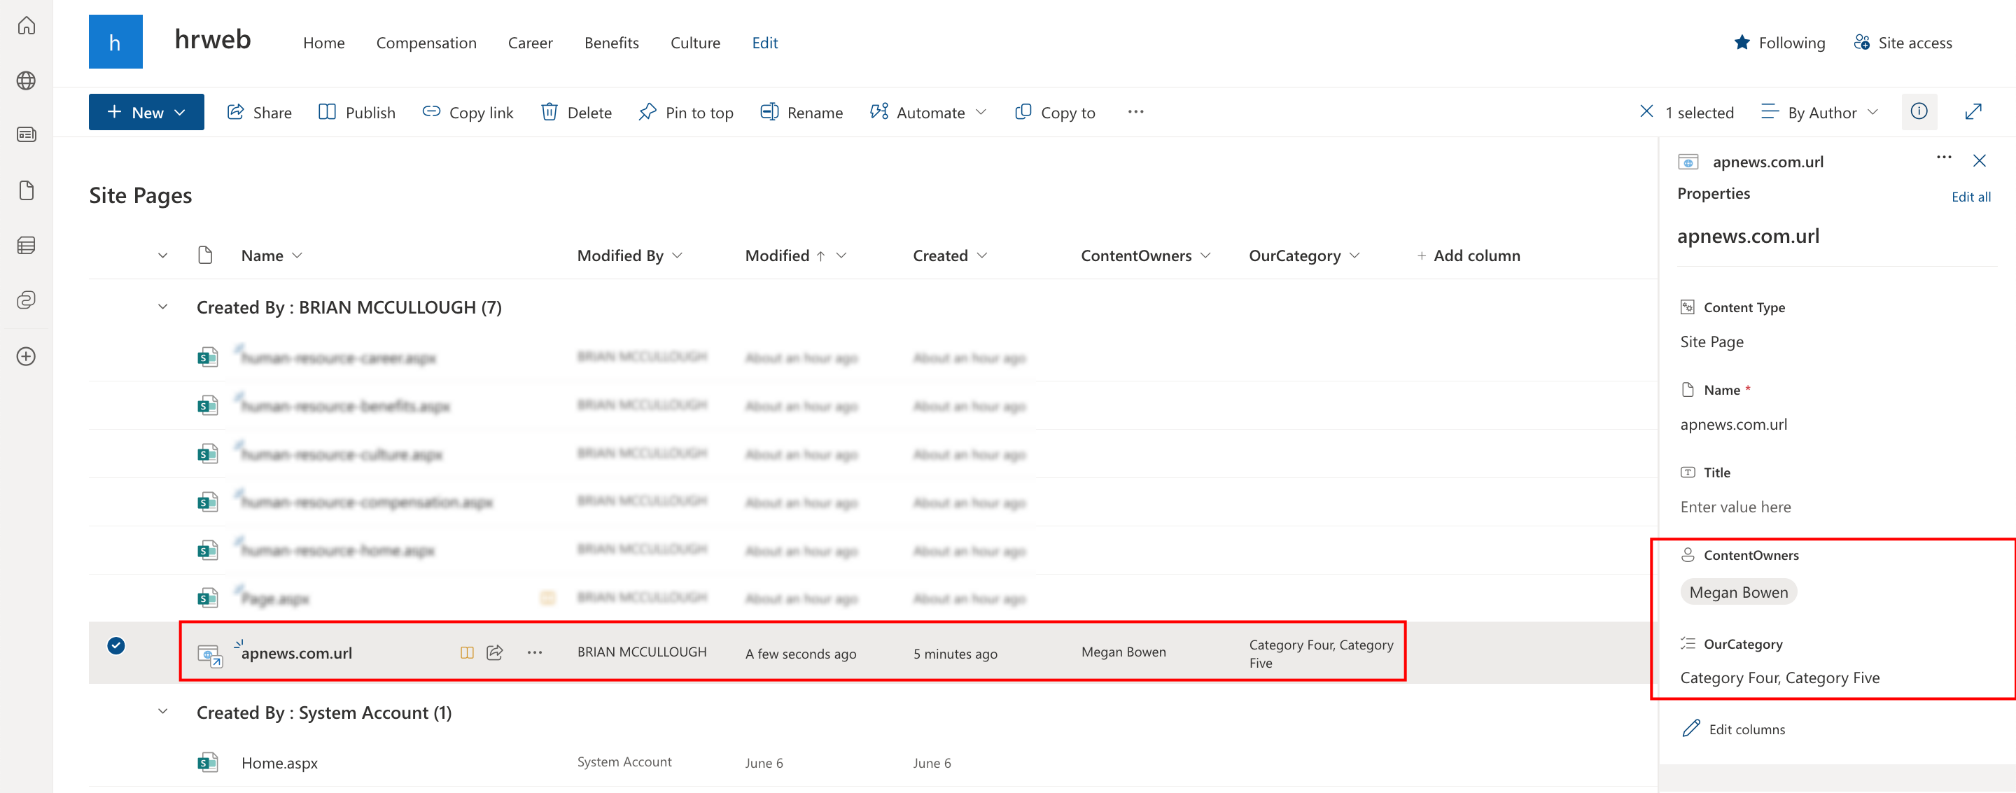 h
hrweb
Home Compensation Career Benefits Culture Edit
Following Site access
+ New Share Publish Copy link Delete Pin to top Rename Automate Copy to ...
1 selected By Author
Site Pages
Name Modified By Modified ↑ Created ContentOwners OurCategory + Add column
Created By : BRIAN MCCULLOUGH (7)
human-resource-career.aspx BRIAN MCCULLOUGH About an hour ago About an hour ago
human-resource-benefits.aspx BRIAN MCCULLOUGH About an hour ago About an hour ago
human-resource-culture.aspx BRIAN MCCULLOUGH About an hour ago About an hour ago
human-resource-compensation.aspx BRIAN MCCULLOUGH About an hour ago About an hour ago
human-resource-home.aspx BRIAN MCCULLOUGH About an hour ago About an hour ago
Page.aspx BRIAN MCCULLOUGH About an hour ago About an hour ago
apnews.com.url ... BRIAN MCCULLOUGH A few seconds ago 5 minutes ago Megan Bowen Category Four, Category
Five
Created By : System Account (1)
Home.aspx System Account June 6 June 6
apnews.com.url ...
Properties
Edit all
apnews.com.url
Content Type
Site Page
Name *
apnews.com.url
Title
Enter value here
ContentOwners
Megan Bowen
OurCategory
Category Four, Category Five
Edit columns